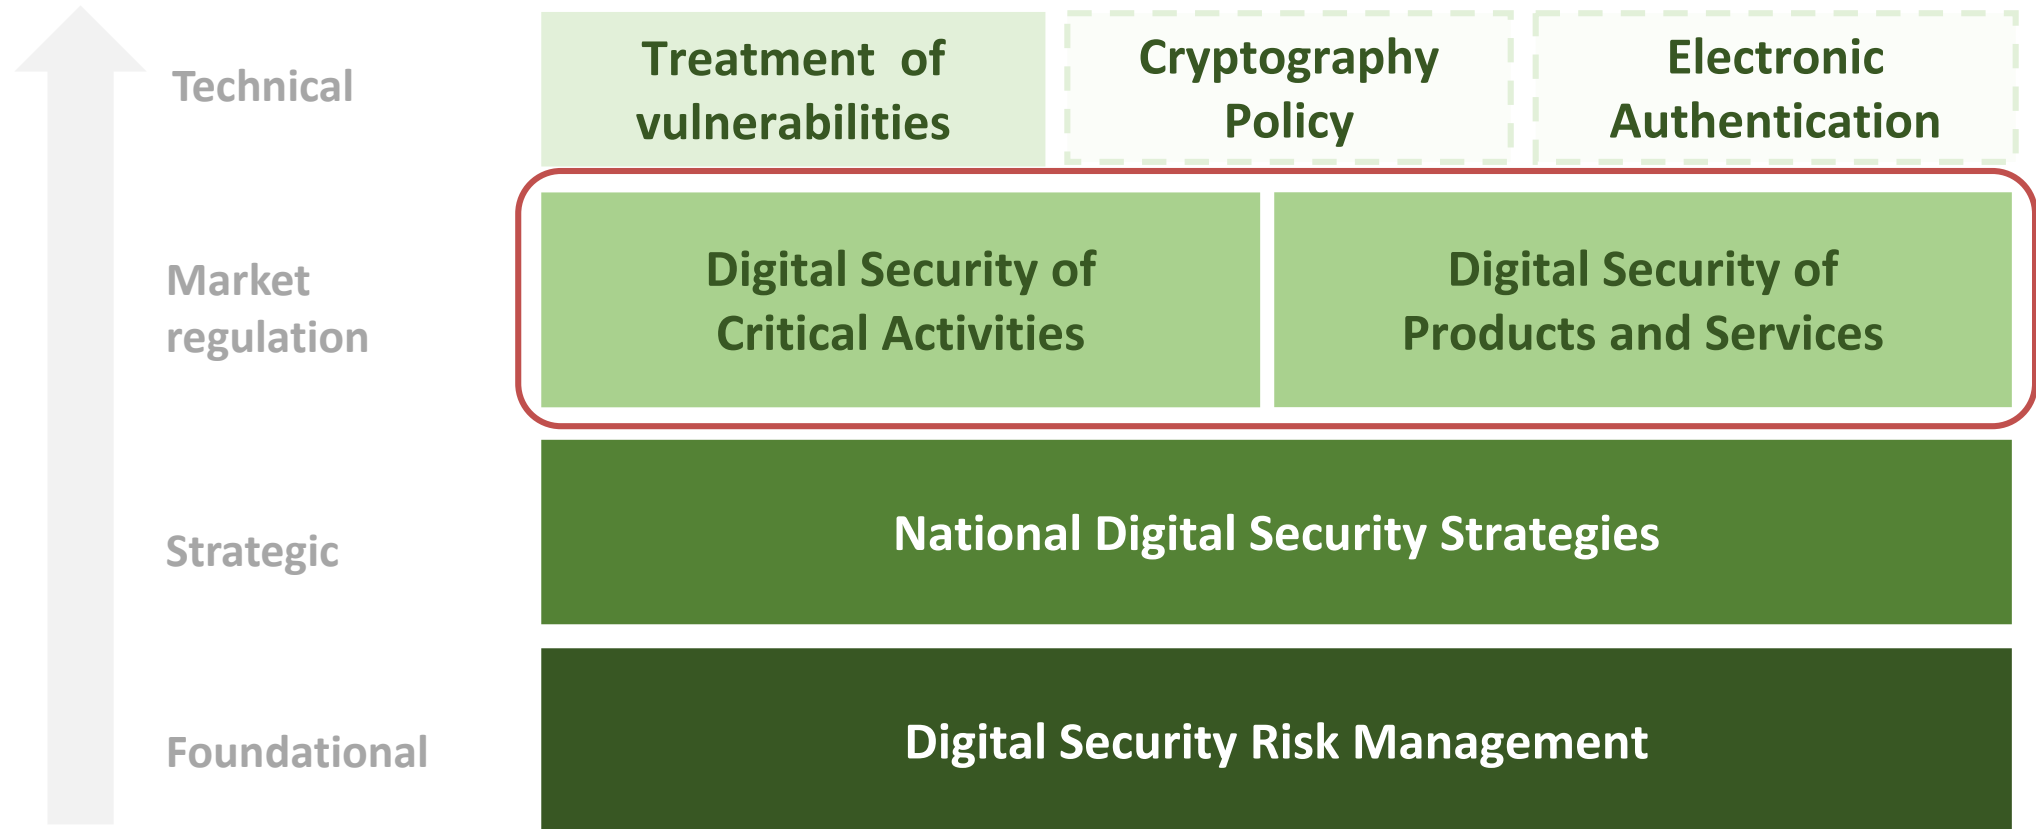 Technical
Treatment of
vulnerabilities
Cryptography
Policy
Electronic
Authentication
Market
regulation
Digital Security of
Critical Activities
Digital Security of
Products and Services
Strategic
National Digital Security Strategies
Foundational
Digital Security Risk Management